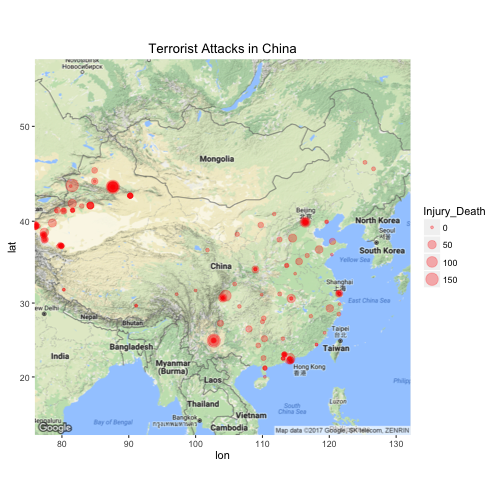 Terrorist Attacks in China
Новосибирск
Mongolia
Beijing
北京
North Korea
Seoul
서울
South Korea
Yellow Sea
China
Shanghai
上海
East China Sea
New Delhi
Nepal
Bhutan
Taipei
台北
Taiwan
Bangladesh
India
Myanmar
(Burma)
Hong Kong
香港
Laos
Thailand
Vietnam
Bay of Bengal
Bangkok
กรุงเทพมหานคร
Cambodia
South
China Sea
Luzon
Google
Map data ©2017 Google, SK telecom, ZENRIN
lat
50
40
30
20
80
90
100
110
120
130
lon
Injury_Death
0
50
100
150